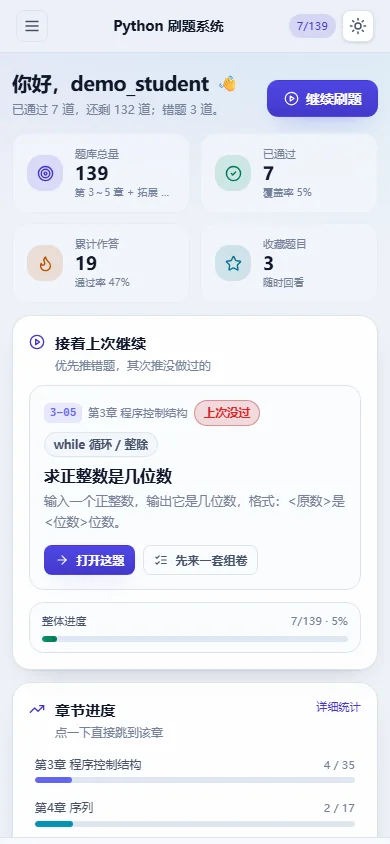 Python 刷题系统
7/139
你好，demo_student 👋
已通过 7 道，还剩 132 道；错题 3 道。
继续刷题
题库总量
139
第 3～5 章 + 拓展 ...
已通过
7
覆盖率 5%
累计作答
19
通过率 47%
收藏题目
3
随时回看
接着上次继续
优先推错题，其次推没做过的
3-05
第3章 程序控制结构
上次没过
while 循环 / 整除
求正整数是几位数
输入一个正整数，输出它是几位数，格式：<原数>是
<位数>位数。
打开这题
先来一套组卷
整体进度
7/139 · 5%
章节进度
详细统计
点一下直接跳到该章
第3章 程序控制结构
4 / 35
第4章 序列
2 / 17